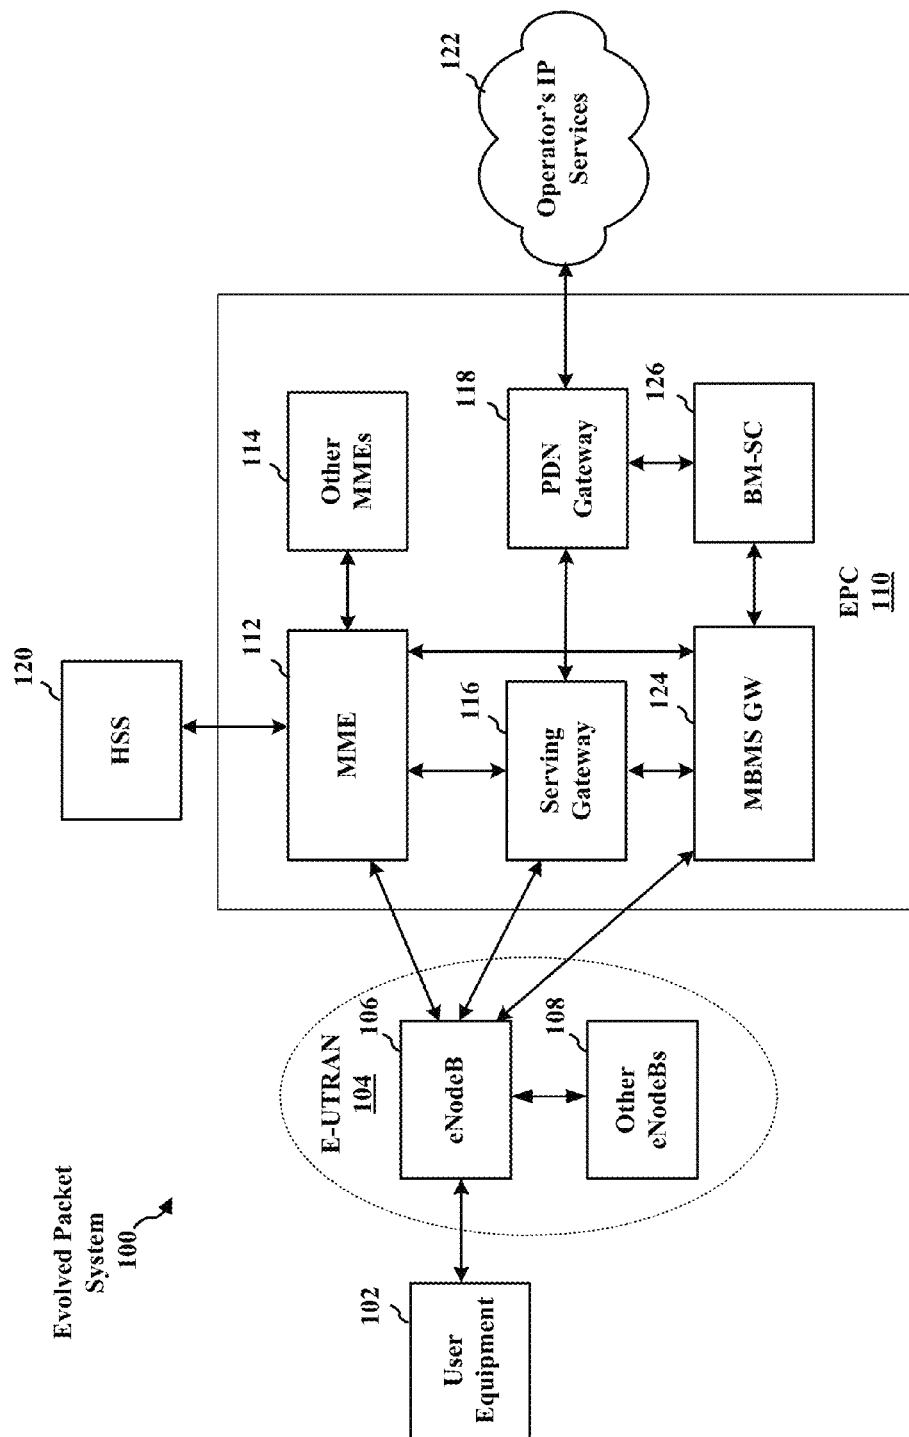 Evolved Packet
System
100
102
User
Equipment
E-UTRAN
104
106
eNodeB
108
Other
eNodeBs
120
HSS
112
MME
114
Other
MMEs
116
Serving
Gateway
118
PDN
Gateway
124
MBMS GW
126
BM-SC
EPC
110
122
Operator's IP
Services